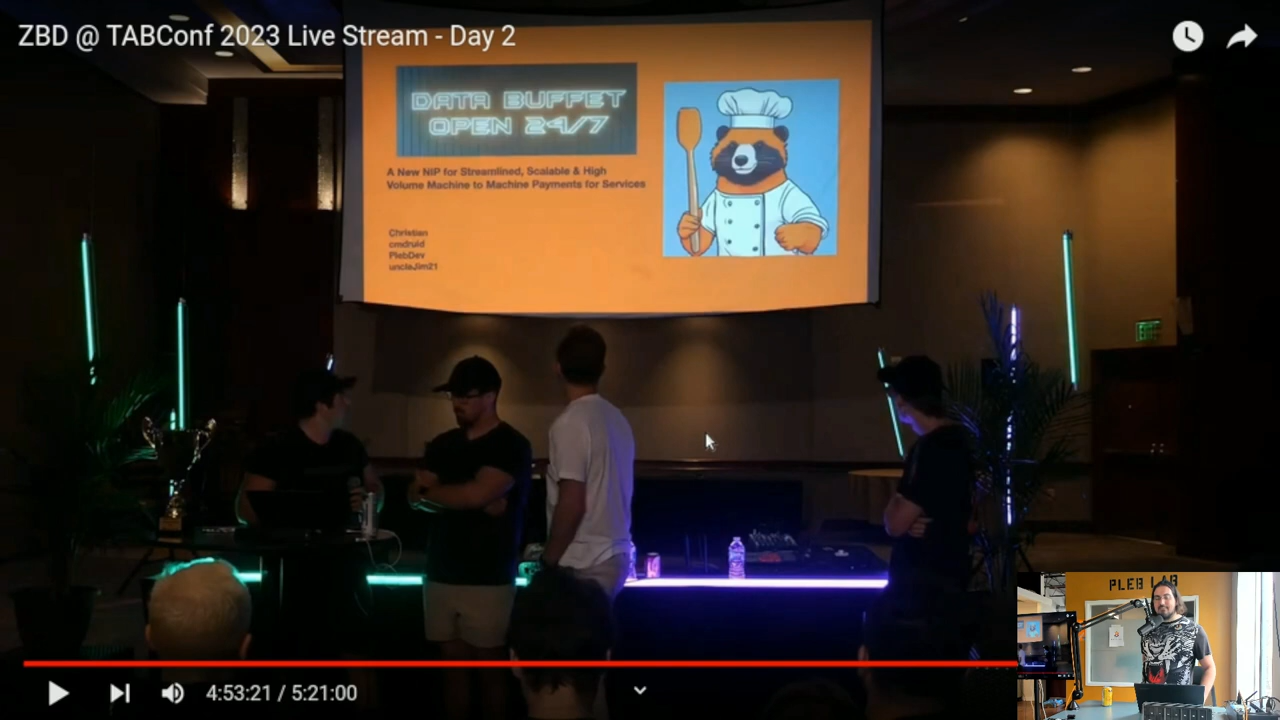 ZBD @ TABConf 2023 Live Stream - Day 2
DATA BUFFET
OPEN 24/7
A New NIP for Streamlined, Scalable & High
Volume Machine to Machine Payments for Services
Christian
cmdruid
PlebDev
uncleJim21
EXIT
PLEB LAB
4:53:21 / 5:21:00